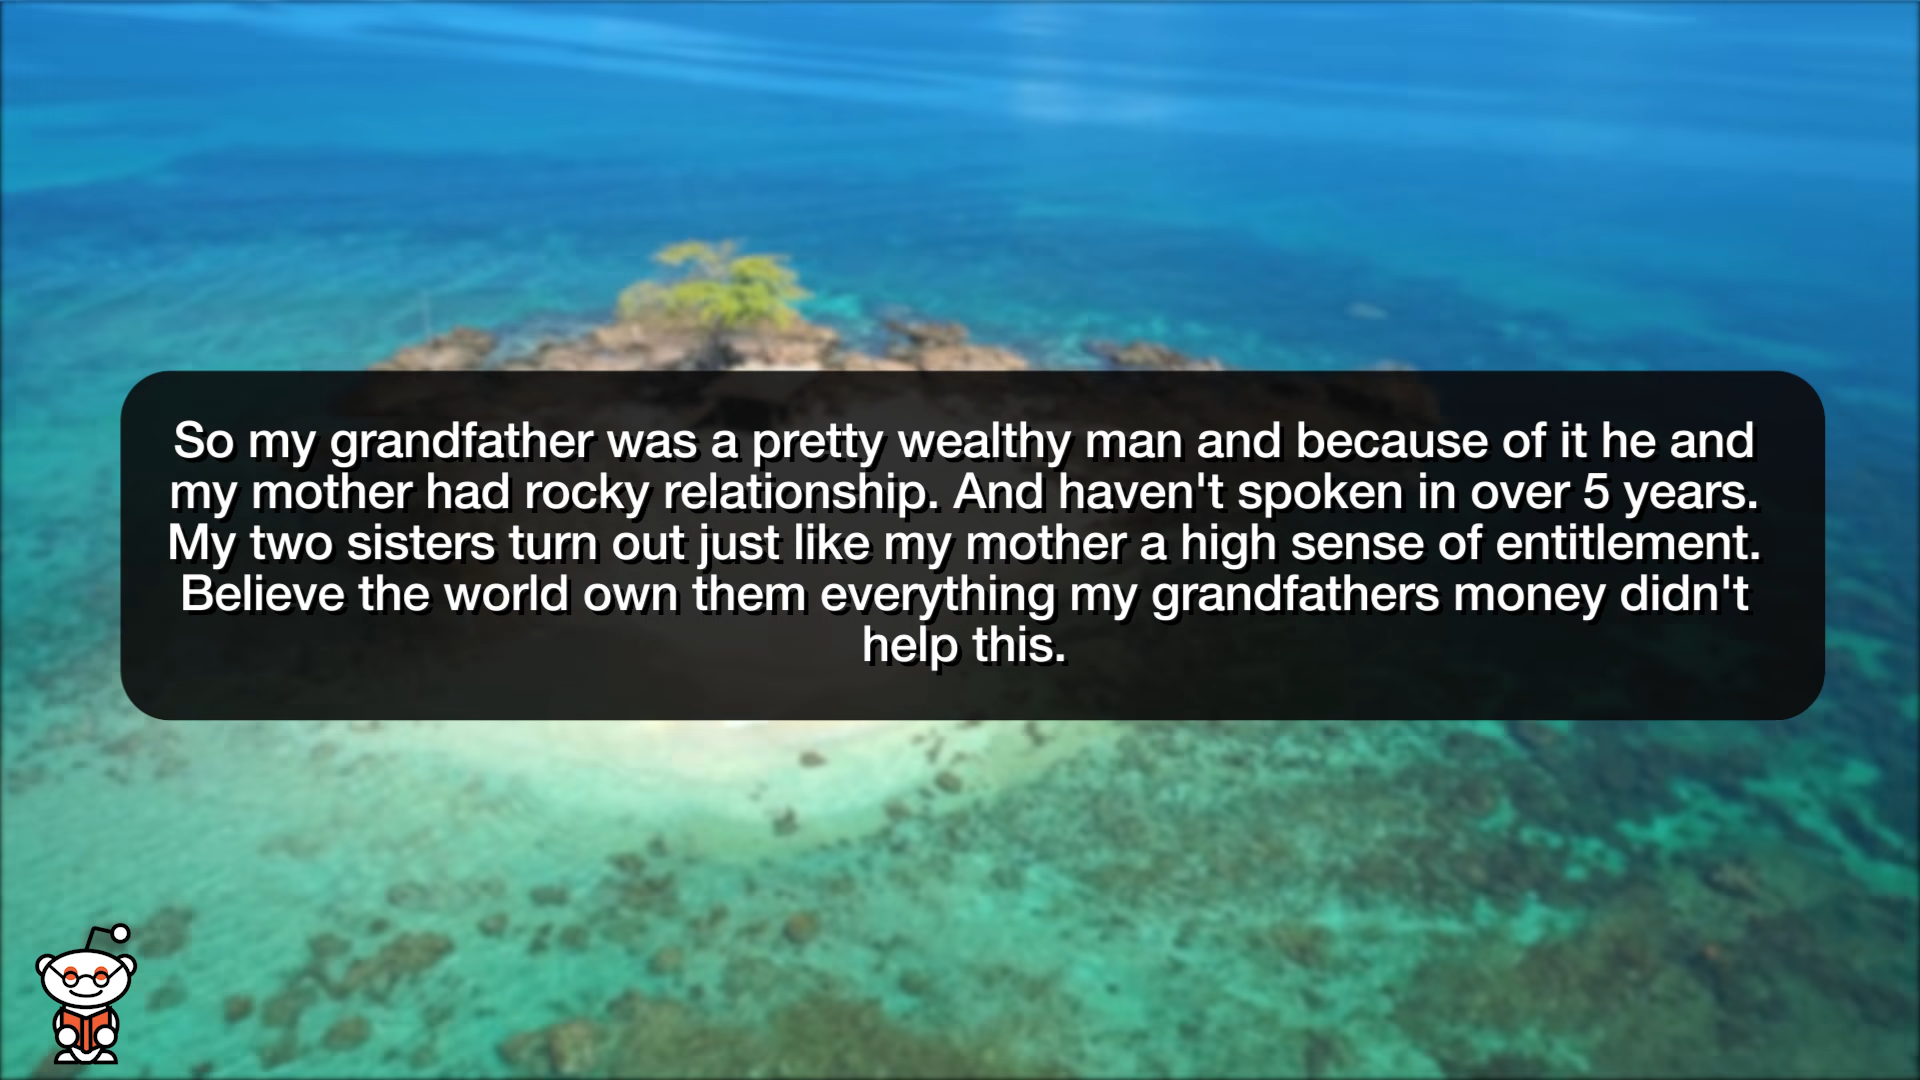 So my grandfather was a pretty wealthy man and because of it he and
my mother had rocky relationship. And haven't spoken in over 5 years.
My two sisters turn out just like my mother a high sense of entitlement.
Believe the world own them everything my grandfathers money didn't
help this.